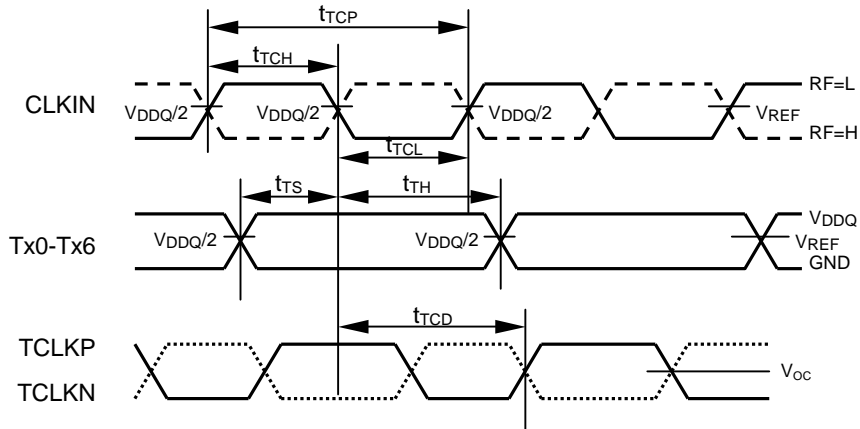 tTCP
tTCH
CLKIN
VDDQ/2
VDDQ/2
VDDQ/2
RF=L
VREF
RF=H
tTCL
tTS
tTH
Tx0-Tx6
VDDQ/2
VDDQ/2
VDDQ
VREF
GND
tTCD
TCLKP
TCLKN
VOC